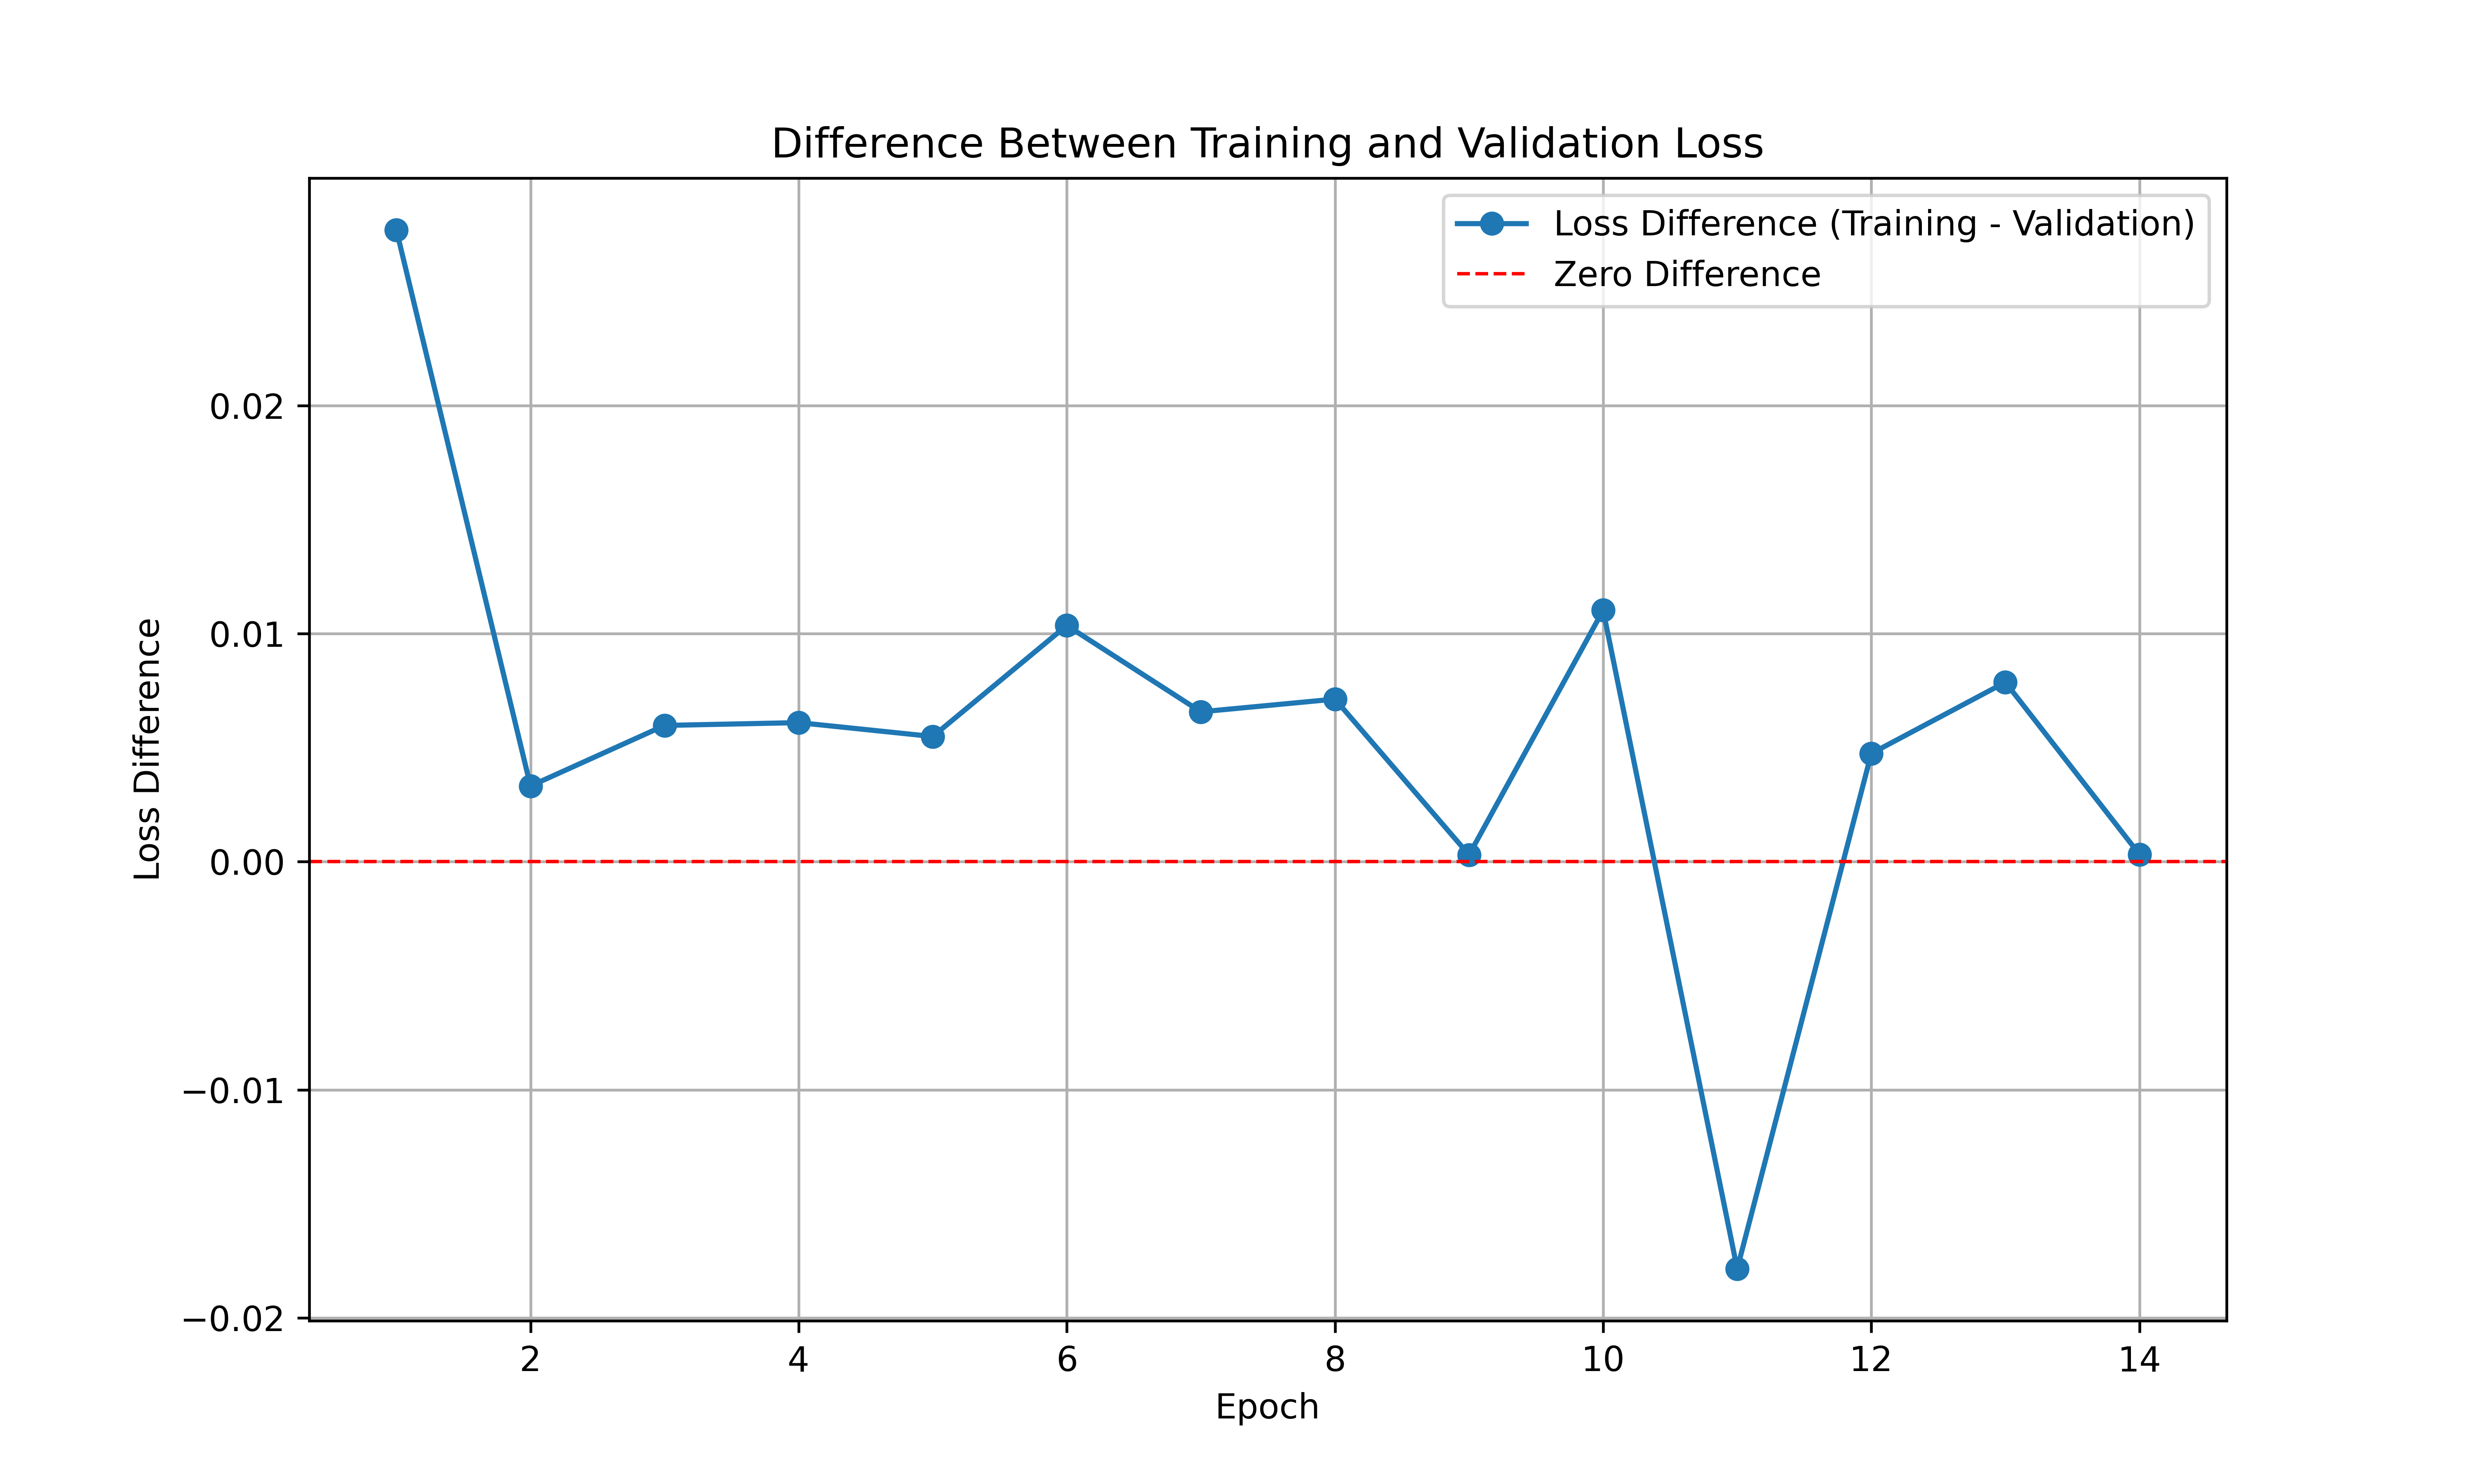 Difference Between Training and Validation Loss
Loss Difference (Training - Validation)
Zero Difference
0.02
0.01
0.00
−0.01
−0.02
Loss Difference
2 4 6 8 10 12 14
Epoch